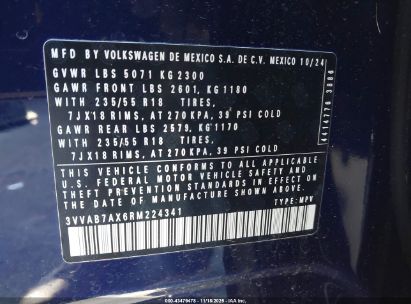 MFD BY VOLKSWAGEN DE MEXICO S.A. DE C.V. MEXICO 10/24
GVWR LBS 5071 KG 2300
GAWR FRONT LBS 2601, KG 1180
WITH 235/55 R18 TIRES,
7JX18 RIMS, AT 270 KPA, 39 PSI COLD
GAWR REAR LBS 2579, KG 1170
WITH 235/55 R18 TIRES,
7JX18 RIMS, AT 270 KPA, 39 PSI COLD
THIS VEHICLE CONFORMS TO ALL APPLICABLE
U.S. FEDERAL MOTOR VEHICLE SAFETY AND
THEFT PREVENTION STANDARDS IN EFFECT ON
THE DATE OF MANUFACTURE SHOWN ABOVE.
3VVAB7AX6RM224341 TYPE: MPV